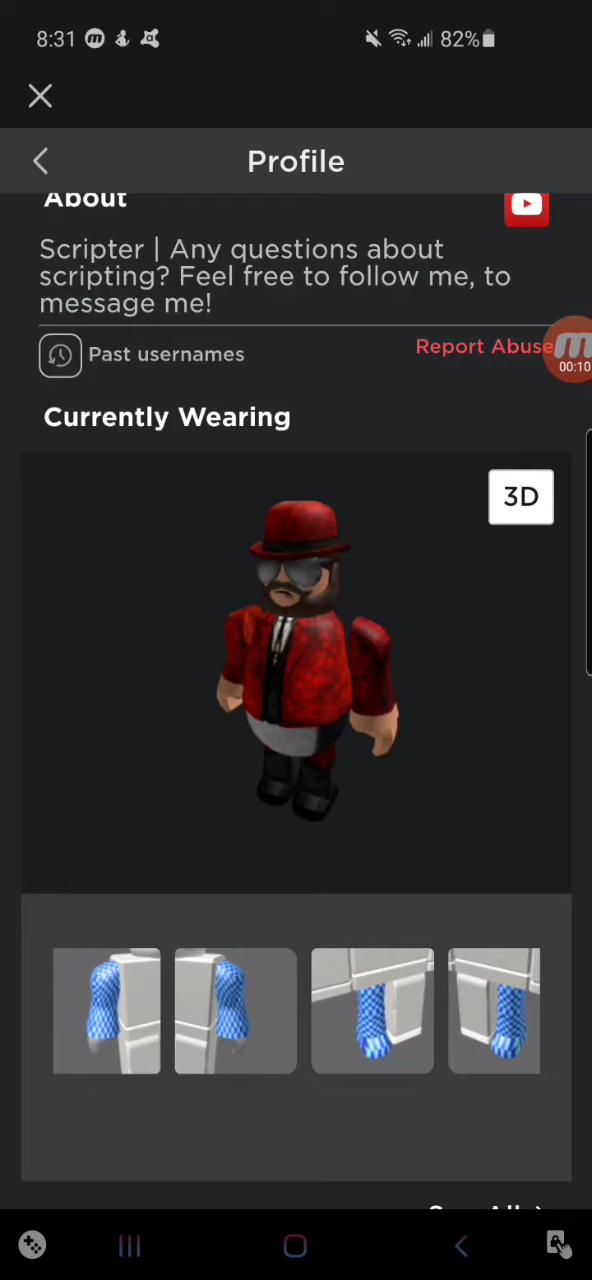 8:31
82%
Profile
About
Scripter | Any questions about
scripting? Feel free to follow me, to
message me!
Past usernames
Report Abuse
00:10
Currently Wearing
3D